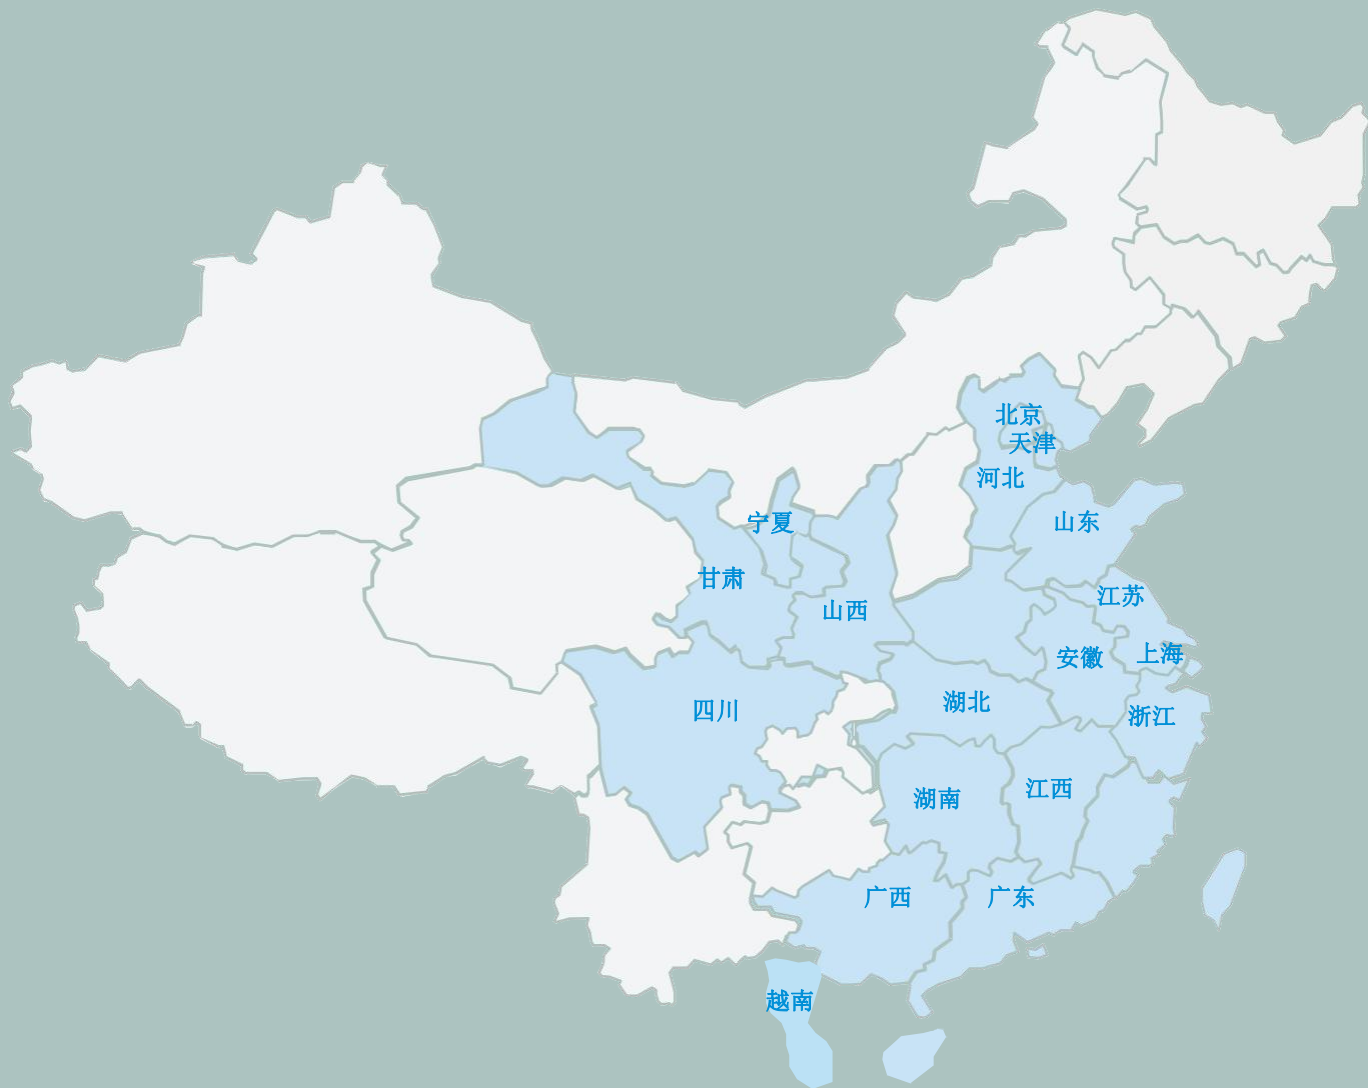 北京
天津
河北
山东
宁夏
甘肃
江苏
山西
上海
安徽
湖北
四川
浙江
江西
湖南
广西
广东
越南